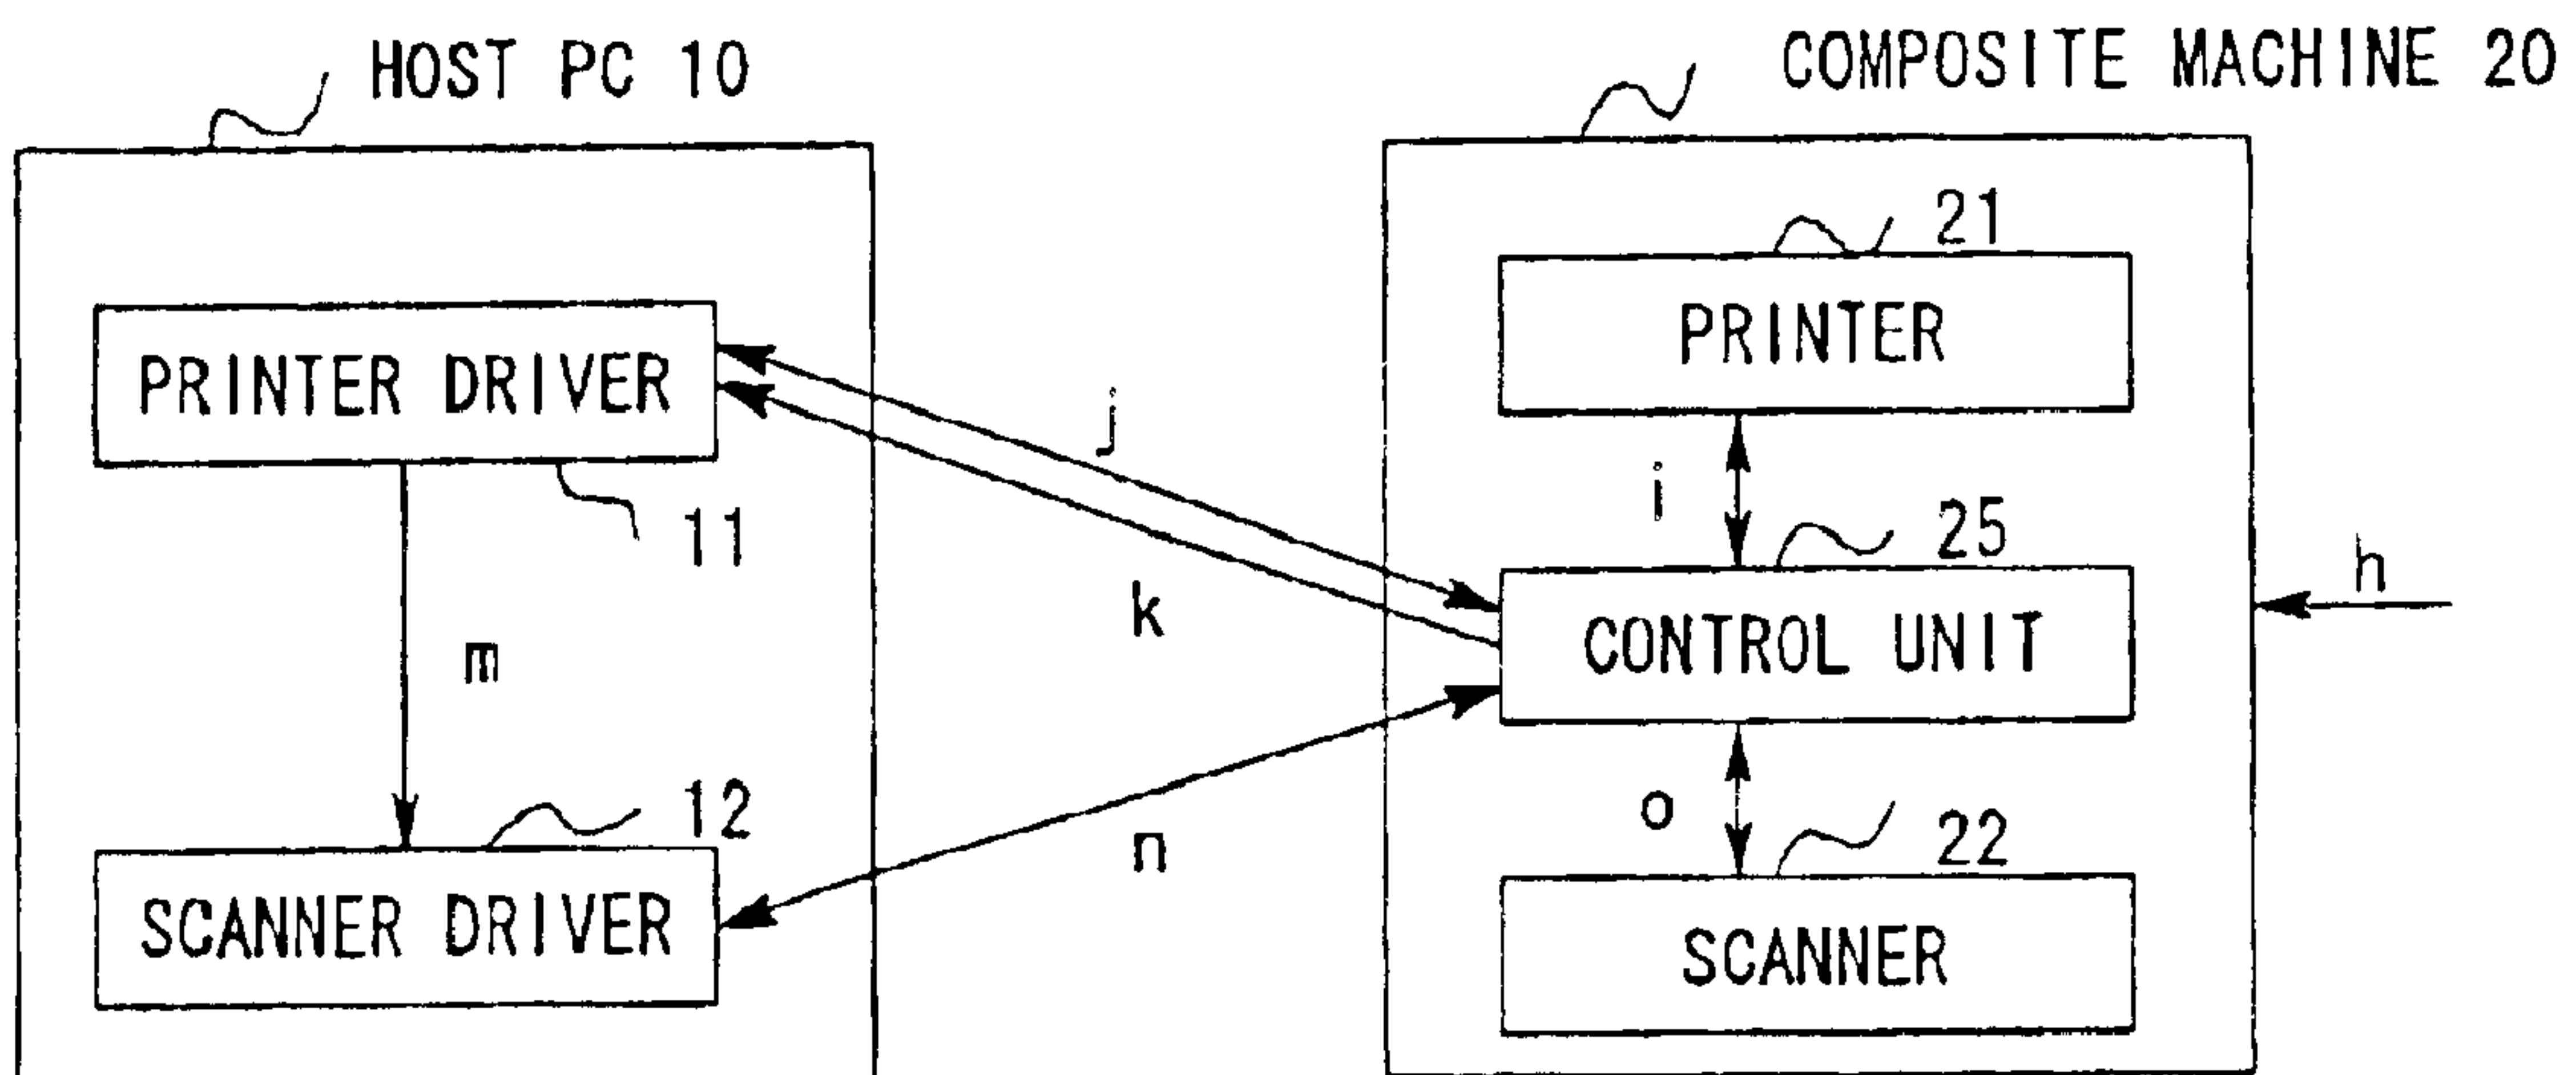 HOST PC 10
COMPOSITE MACHINE 20
21
PRINTER
PRINTER DRIVER
j
i
11
25
h
k
CONTROL UNIT
m
12
n
o
22
SCANNER DRIVER
SCANNER